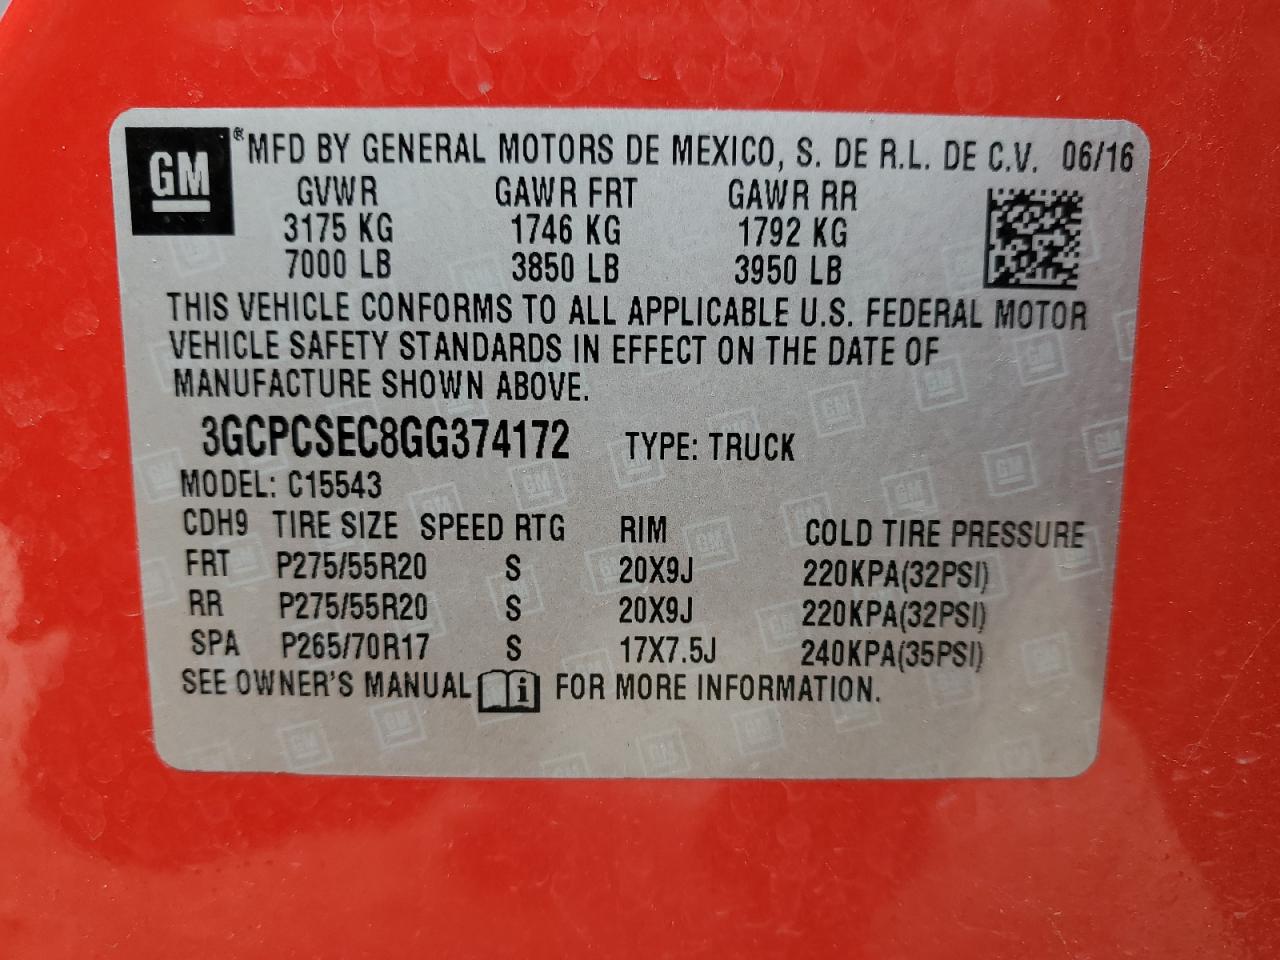 GM ® MFD BY GENERAL MOTORS DE MEXICO, S. DE R.L. DE C.V. 06/16
GVWR GAWR FRT GAWR RR
3175 KG 1746 KG 1792 KG
7000 LB 3850 LB 3950 LB
THIS VEHICLE CONFORMS TO ALL APPLICABLE U.S. FEDERAL MOTOR
VEHICLE SAFETY STANDARDS IN EFFECT ON THE DATE OF
MANUFACTURE SHOWN ABOVE.
3GCPCSEC8GG374172 TYPE: TRUCK
MODEL: C15543
CDH9 TIRE SIZE SPEED RTG RIM COLD TIRE PRESSURE
FRT P275/55R20 S 20X9J 220KPA(32PSI)
RR P275/55R20 S 20X9J 220KPA(32PSI)
SPA P265/70R17 S 17X7.5J 240KPA(35PSI)
SEE OWNER'S MANUAL i FOR MORE INFORMATION.